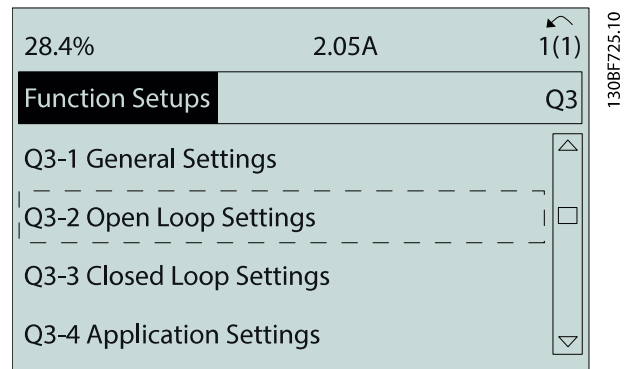 28.4% 2.05A 1(1)
Function Setups Q3
Q3-1 General Settings
Q3-2 Open Loop Settings
Q3-3 Closed Loop Settings
Q3-4 Application Settings
130BF725.10